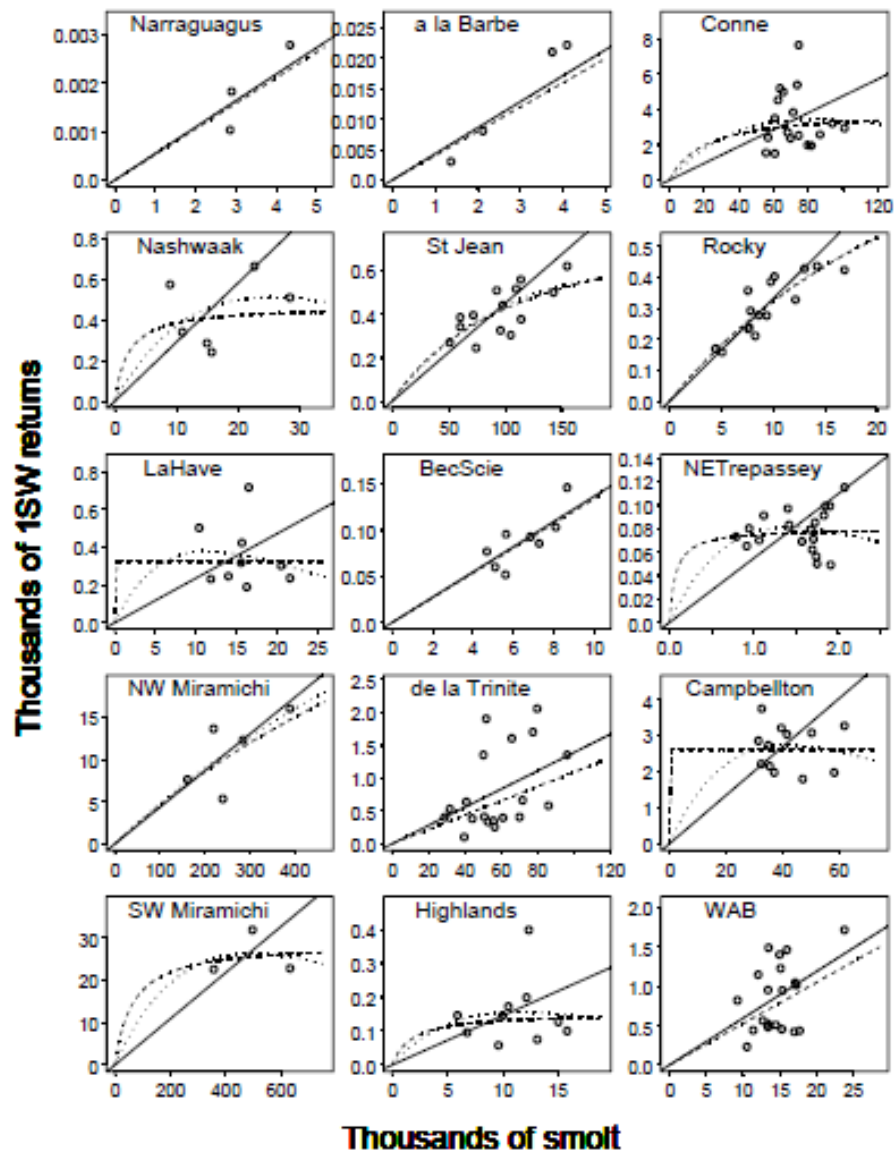 Thousands of 1SW returns
Narraguagus
0.003
0.002
0.001
0.0
0 1 2 3 4 5
a la Barbe
0.025
0.020
0.015
0.010
0.005
0.0
0 1 2 3 4 5
Conne
8
6
4
2
0
0 20 40 60 80 120
Nashwaak
0.8
0.6
0.4
0.2
0.0
0 10 20 30
St Jean
0.6
0.4
0.2
0.0
0 50 100 150
Rocky
0.5
0.4
0.3
0.2
0.1
0.0
0 5 10 15 20
LaHave
0.8
0.6
0.4
0.2
0.0
0 5 10 15 20 25
BecScie
0.15
0.10
0.05
0.0
0 2 4 6 8 10
NETrepassey
0.14
0.12
0.10
0.08
0.06
0.04
0.02
0.0
0.0 1.0 2.0
NW Miramichi
15
10
5
0
0 100 200 300 400
de la Trinite
2.5
2.0
1.5
1.0
0.5
0.0
0 20 40 60 80 120
Campbellton
4
3
2
1
0
0 20 40 60
SW Miramichi
30
20
10
0
0 200 400 600
Highlands
0.4
0.3
0.2
0.1
0.0
0 5 10 15
WAB
2.0
1.5
1.0
0.5
0.0
0 5 10 15 20 25
Thousands of smolt